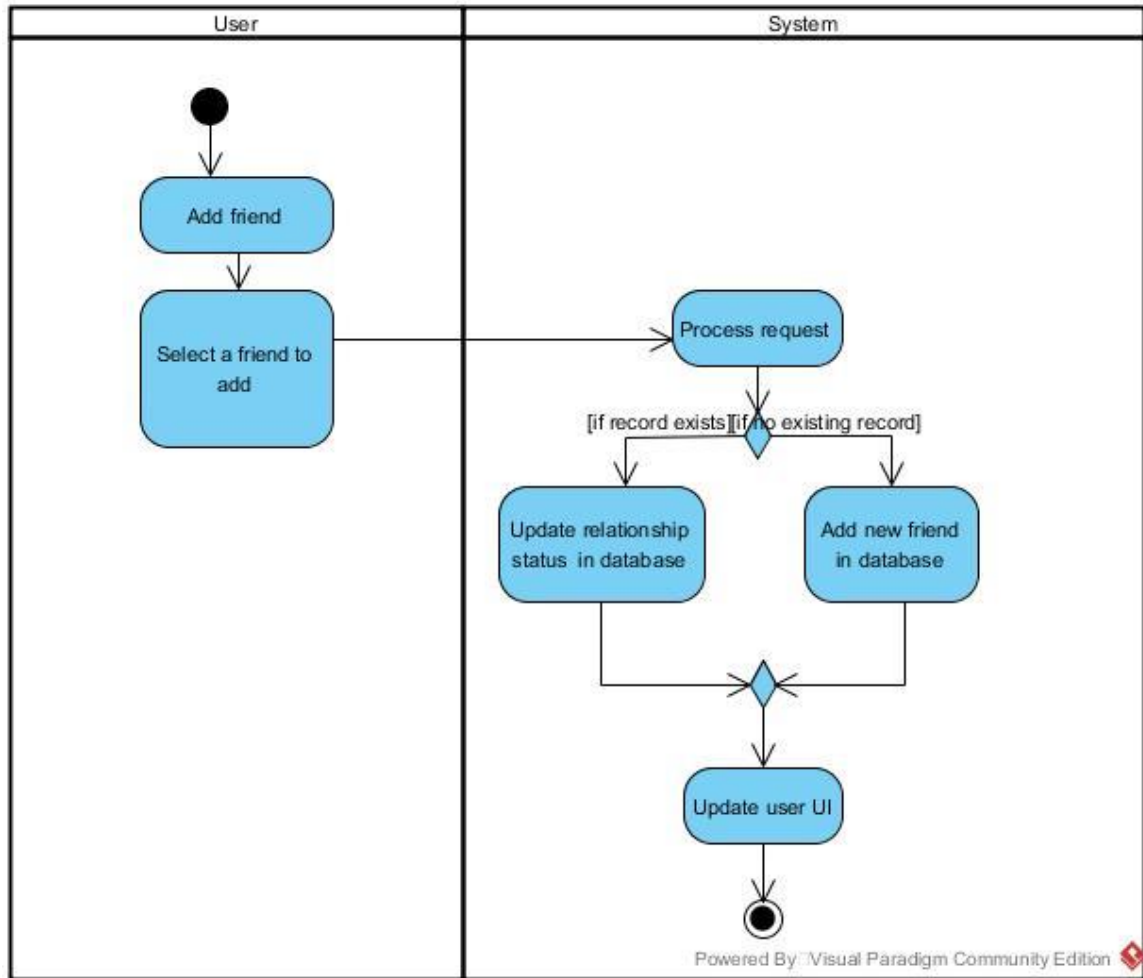 User
System
Add friend
Select a friend to
add
Process request
[if record exists]
[if no existing record]
Update relationship
status in database
Add new friend
in database
Update user UI
Powered By Visual Paradigm Community Edition